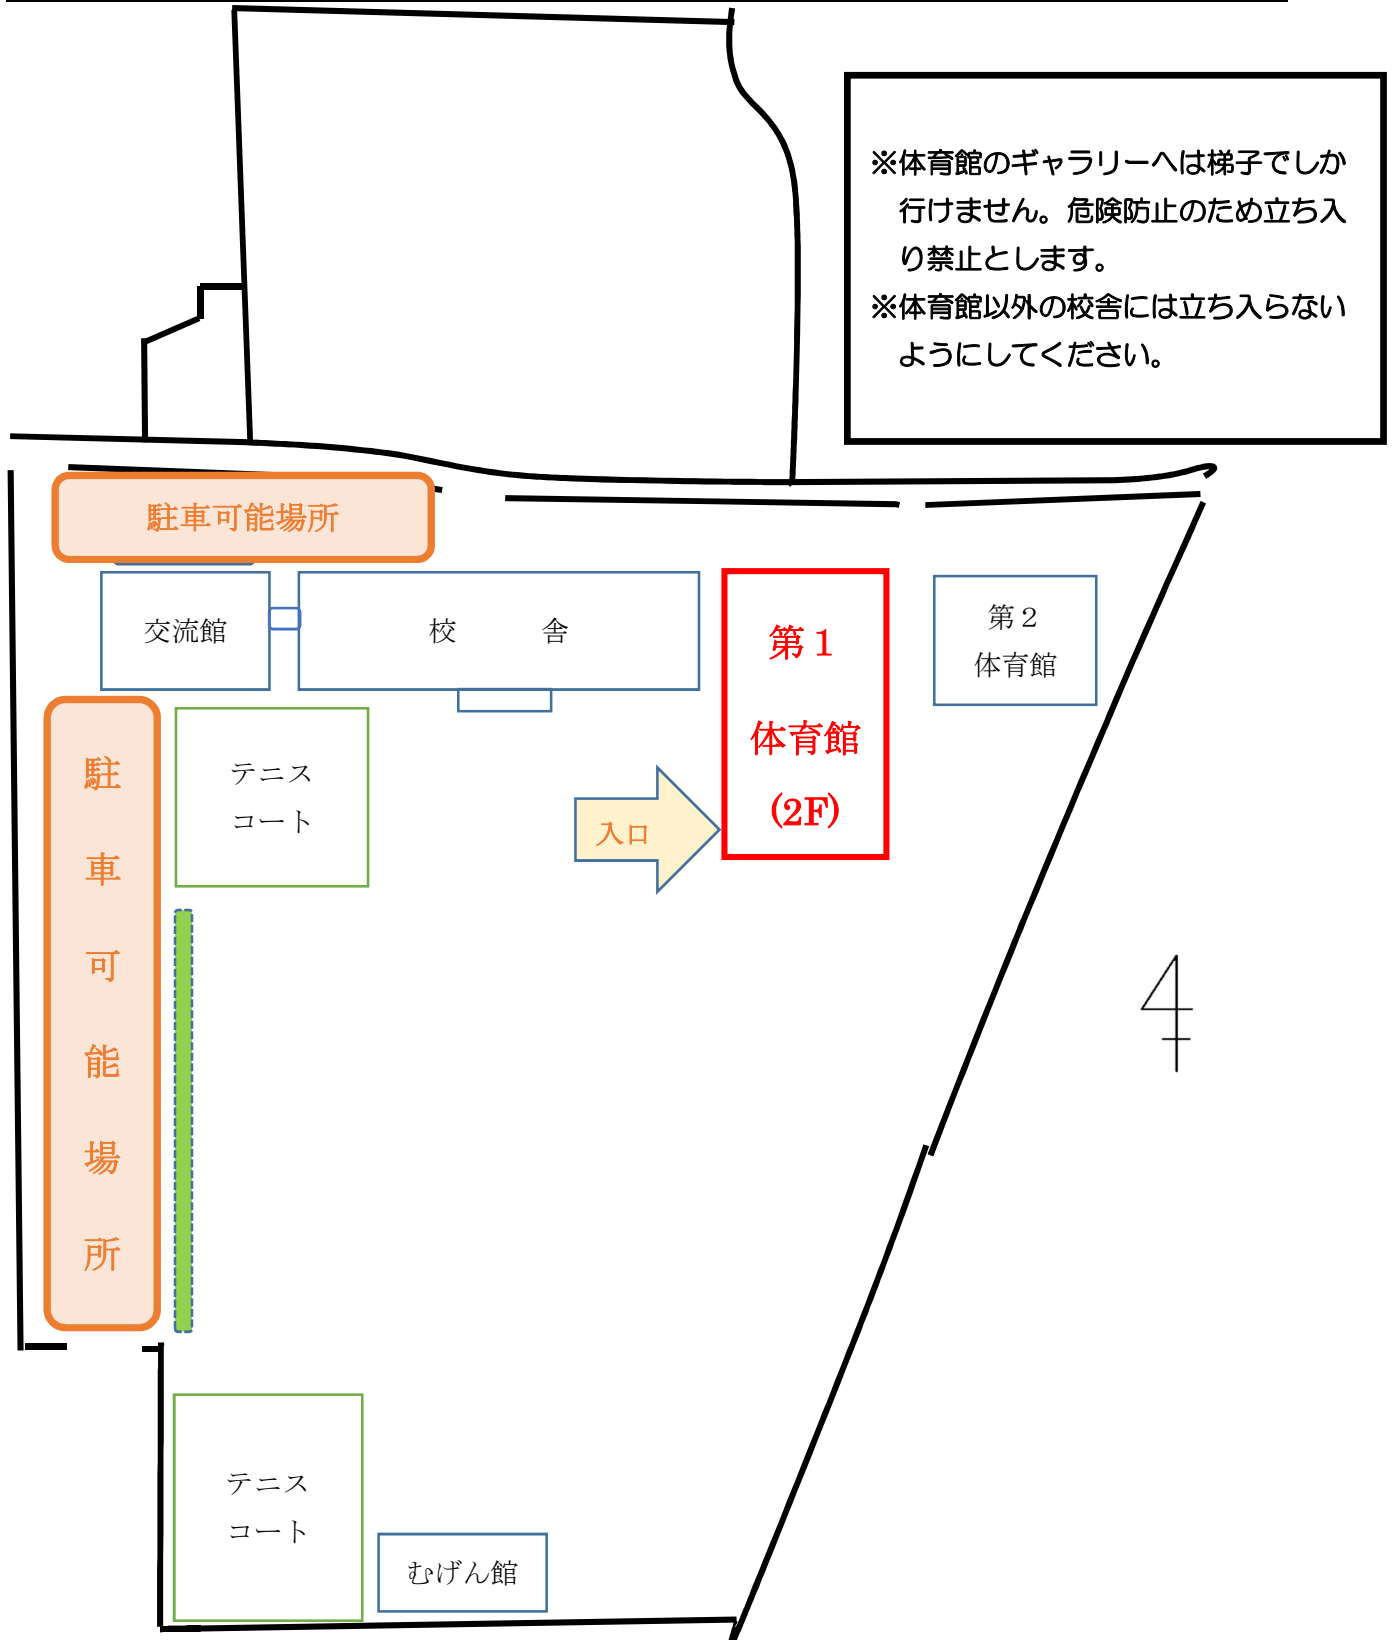 ※体育館のギャラリーへは梯子でしか
行けません。危険防止のため立ち入
り禁止とします。
※体育館以外の校舎には立ち入らない
ようにしてください。
駐車可能場所
交流館
校　　　舎
第１
体育館
(2F)
第２
体育館
駐
車
可
能
場
所
テニス
コート
入口
テニス
コート
むげん館